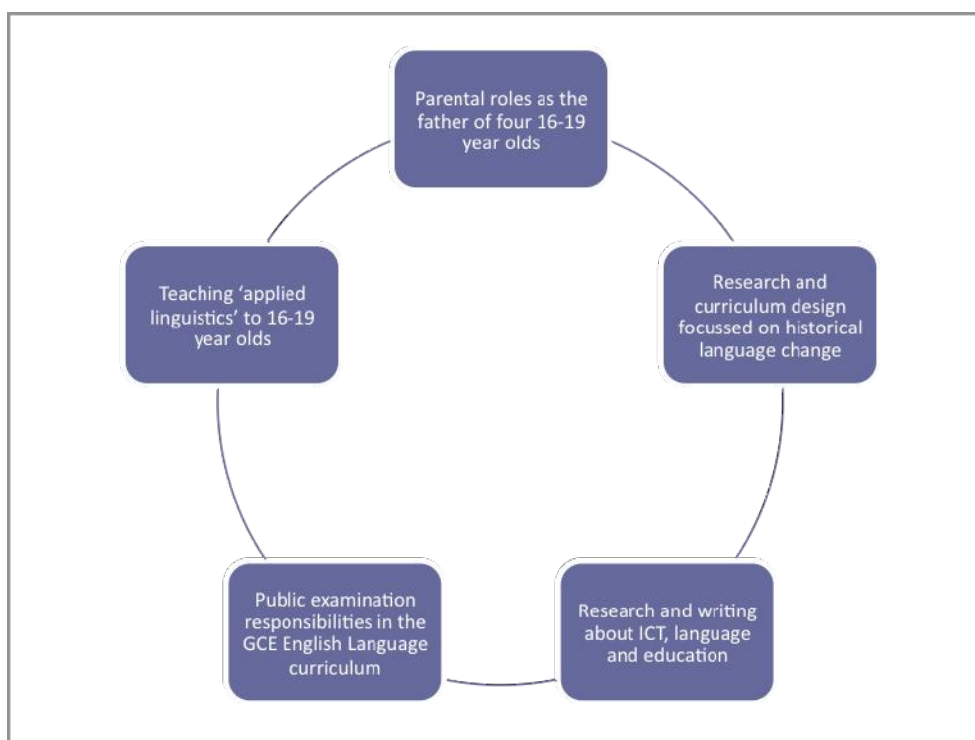 Parental roles as the
father of four 16-19
year olds
Research and
curriculum design
focussed on historical
language change
Research and writing
about ICT, language
and education
Public examination
responsibilities in the
GCE English Language
curriculum
Teaching ‘applied
linguistics’ to 16-19
year olds